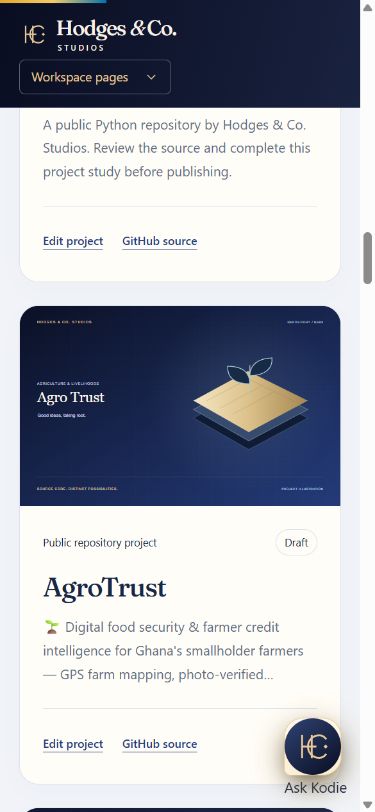 Hodges & Co.
STUDIOS
Workspace pages
A public Python repository by Hodges & Co.
Studios. Review the source and complete this
project study before publishing.
Edit project
GitHub source
HODGES & CO. STUDIOS
AGRICULTURE & LIVELIHOODS
Agro Trust
Good ideas, taking root.
SOURCE CODE. DISTINCT POSSIBILITIES.
PROJECT ILLUSTRATION
Public repository project
Draft
AgroTrust
🌱 Digital food security & farmer credit
intelligence for Ghana's smallholder farmers
— GPS farm mapping, photo-verified...
Edit project
GitHub source
Ask Kodie